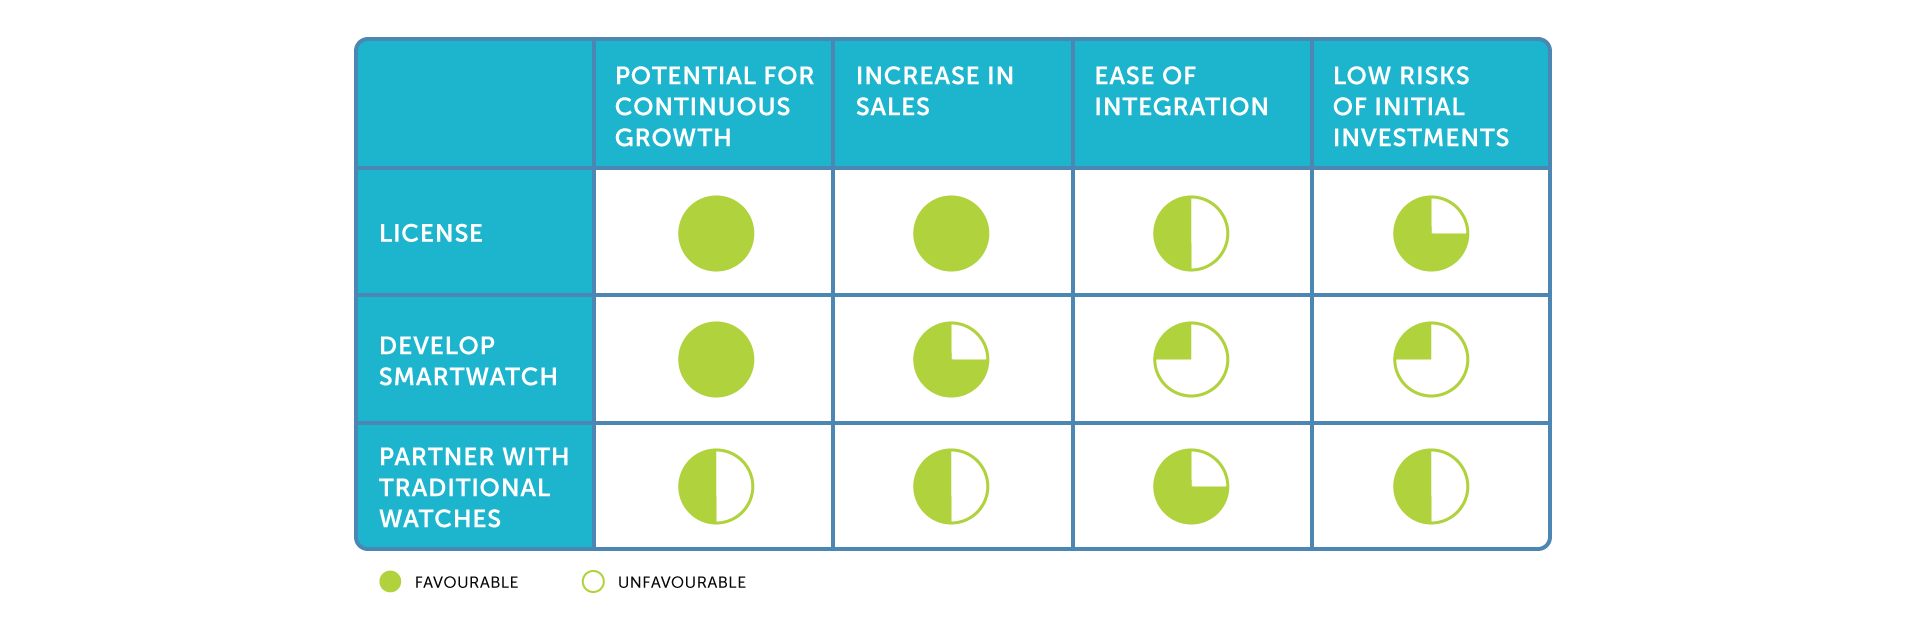 POTENTIAL FOR
CONTINUOUS
GROWTH
INCREASE IN
SALES
EASE OF
INTEGRATION
LOW RISKS
OF INITIAL
INVESTMENTS
LICENSE
DEVELOP
SMARTWATCH
PARTNER WITH
TRADITIONAL
WATCHES
FAVOURABLE
UNFAVOURABLE